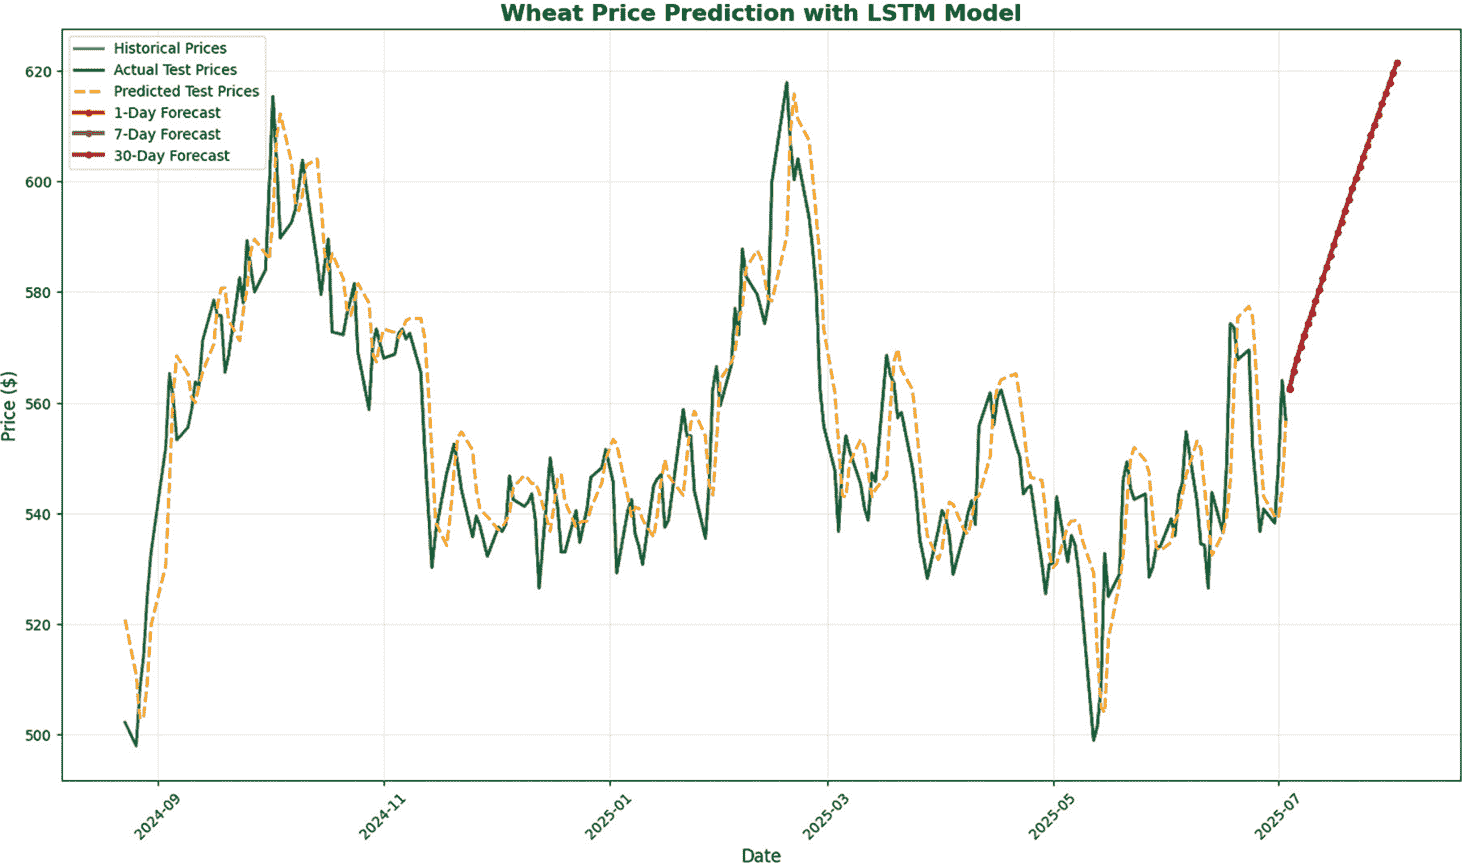 Wheat Price Prediction with LSTM Model
Historical Prices
Actual Test Prices
Predicted Test Prices
1-Day Forecast
7-Day Forecast
30-Day Forecast
Price ($)
620
600
580
560
540
520
500
2024-09
2024-11
2025-01
2025-03
2025-05
2025-07
Date